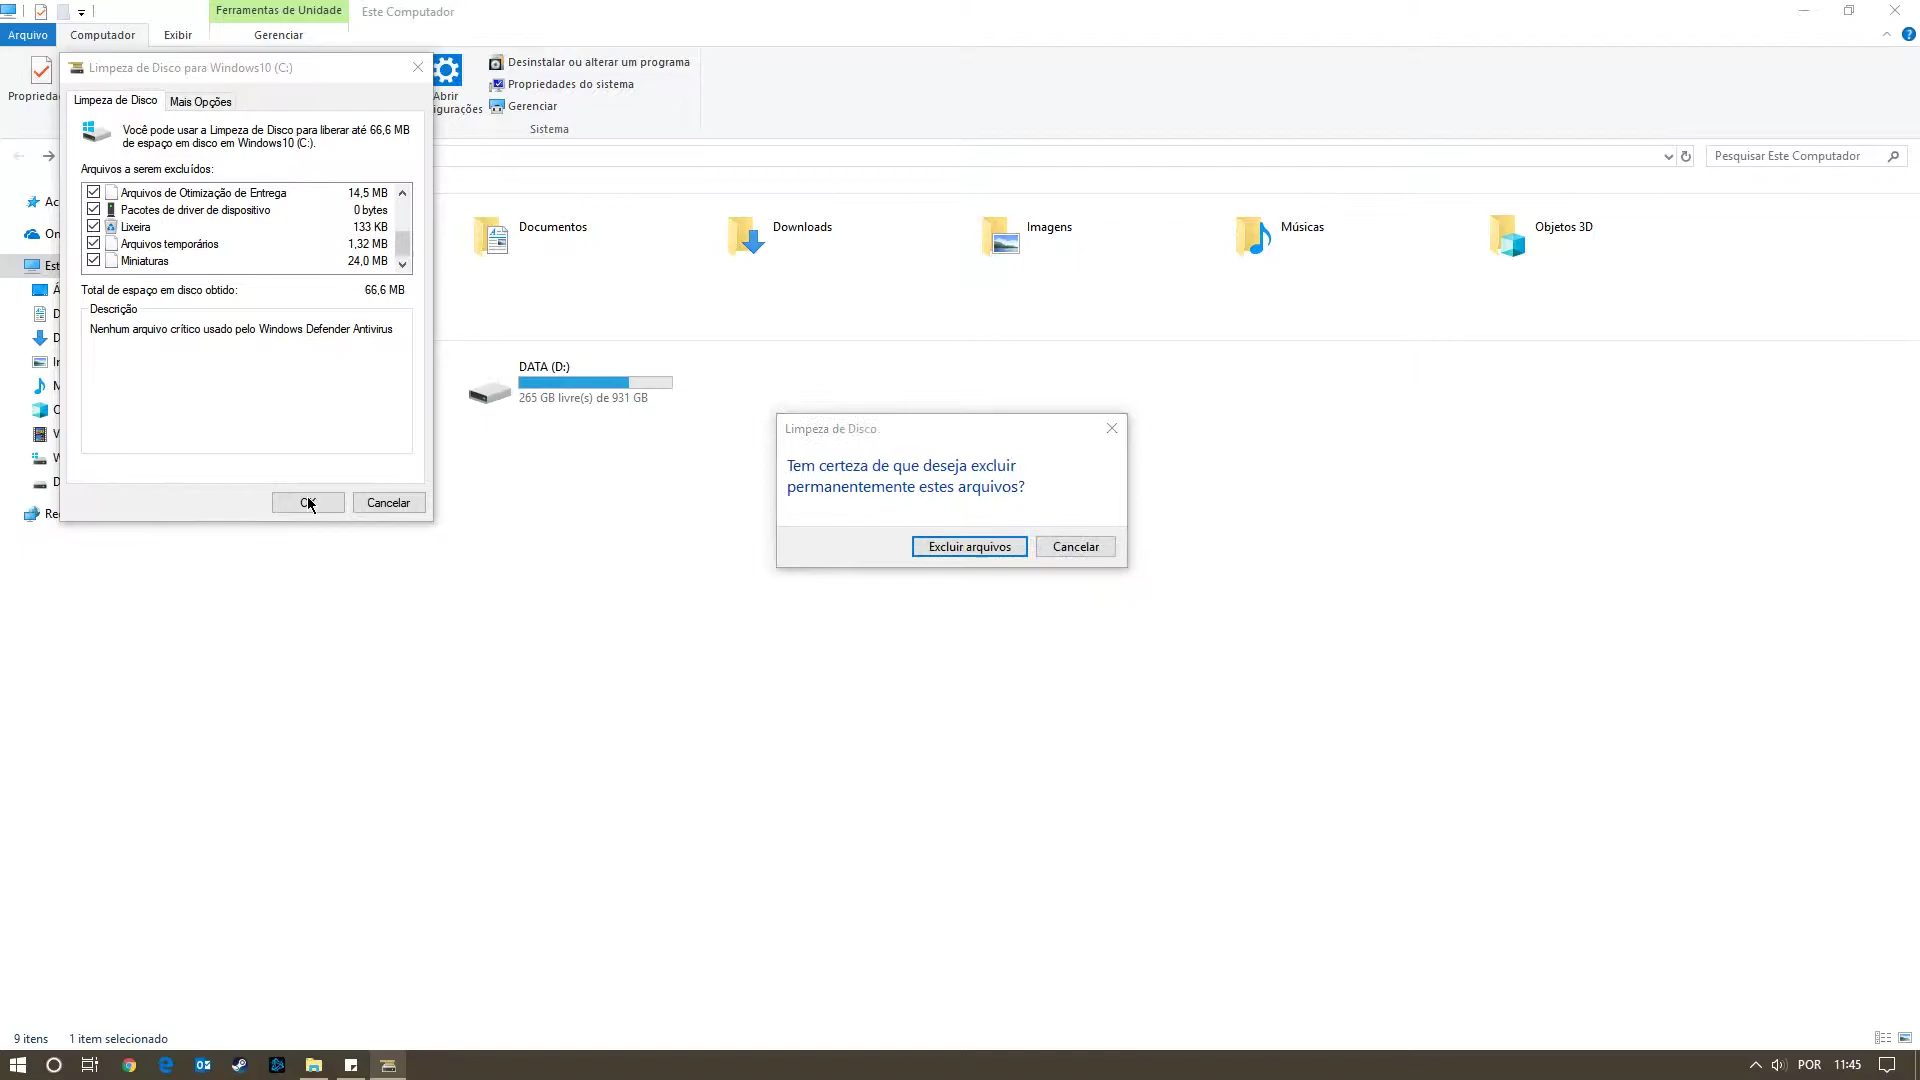 Ferramentas de Unidade
Este Computador
Arquivo
Computador
Exibir
Gerenciar
Limpeza de Disco para Windows10 (C:)
Limpeza de Disco
Mais Opções
Você pode usar a Limpeza de Disco para liberar até 66,6 MB
de espaço em disco em Windows10 (C:).
Arquivos a serem excluídos:
Arquivos de Otimização de Entrega 14,5 MB
Pacotes de driver de dispositivo 0 bytes
Lixeira 133 KB
Arquivos temporários 1,32 MB
Miniaturas 24,0 MB
Total de espaço em disco obtido: 66,6 MB
Descrição
Nenhum arquivo crítico usado pelo Windows Defender Antivirus
OK
Cancelar
Abrir
Desinstalar ou alterar um programa
Propriedades do sistema
Gerenciar
Sistema
Pesquisar Este Computador
Documentos
Downloads
Imagens
Músicas
Objetos 3D
DATA (D:)
265 GB livre(s) de 931 GB
Limpeza de Disco
Tem certeza de que deseja excluir
permanentemente estes arquivos?
Excluir arquivos
Cancelar
9 itens
1 item selecionado
POR
11:45